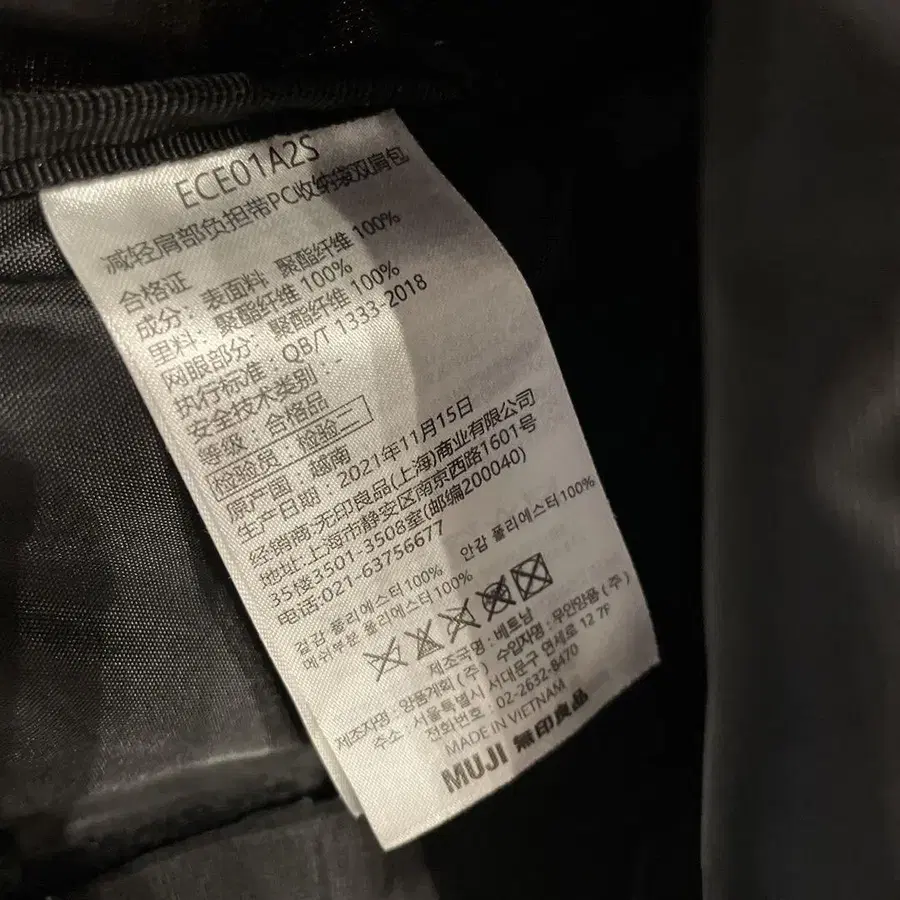 ECE01A2S
减轻肩部负担带PC收纳袋双肩包
合格证
成分：表面料：聚酯纤维 100%
里料：聚酯纤维 100%
网眼部分：聚酯纤维 100%
执行标准：QB/T 1333-2018
安全技术类别：-
等级：合格品
检验员：检验二
原产国：越南
生产日期：2021年11月15日
经销商:无印良品(上海)商业有限公司
地址:上海市静安区南京西路1601号
35楼3501-3508室(邮编200040)
电话:021-63756677
겉감 폴리에스터100% 안감 폴리에스터100%
메쉬부분 폴리에스터100%
제조국명 : 베트남
제조자명 : 양품계획 (주) 수입자명 : 무인양품 (주)
주소 : 서울특별시 서대문구 연세로 12 7F
전화번호 : 02-2632-8470
MADE IN VIETNAM
MUJI 無印良品